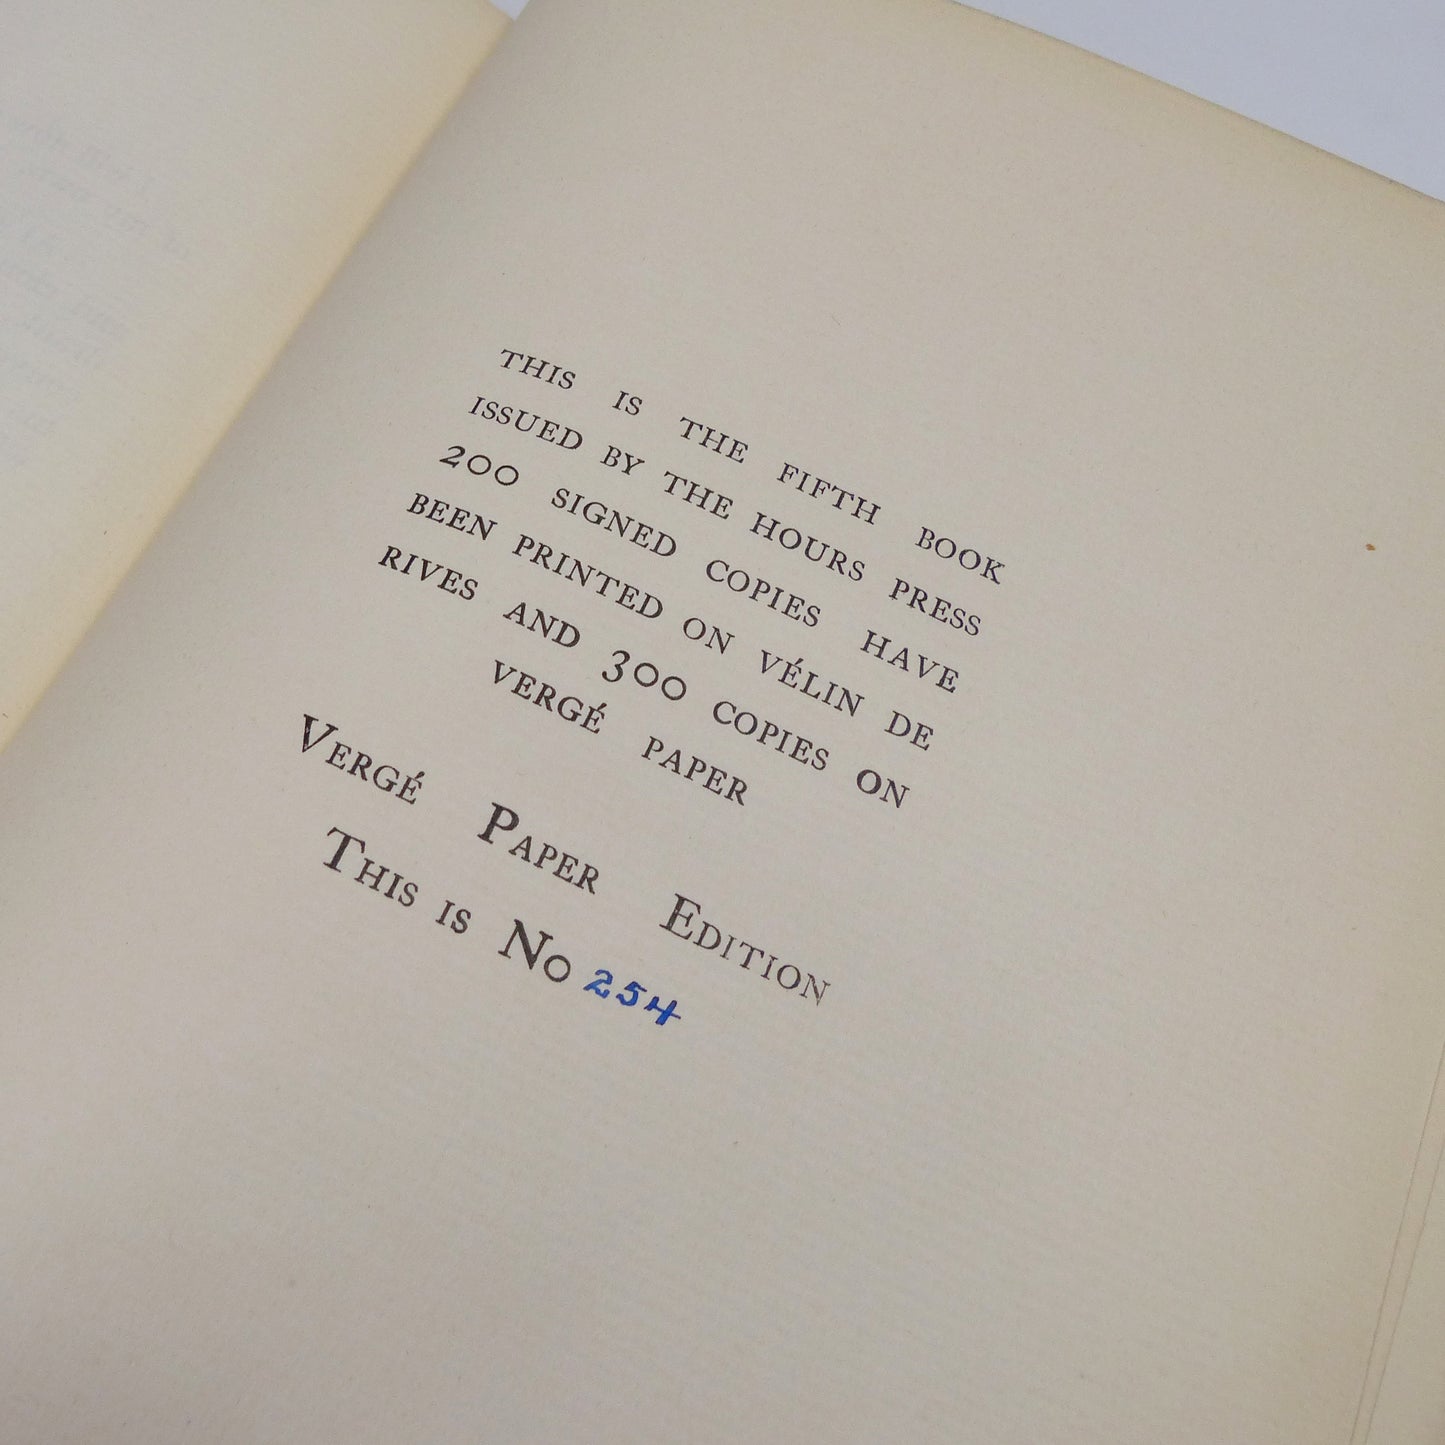 THIS IS THE FIFTH BOOK
ISSUED BY THE HOURS PRESS
200 SIGNED COPIES HAVE
BEEN PRINTED ON VÉLIN DE
RIVES AND 300 COPIES ON
VERGÉ PAPER
VERGÉ PAPER EDITION
THIS IS NO 254